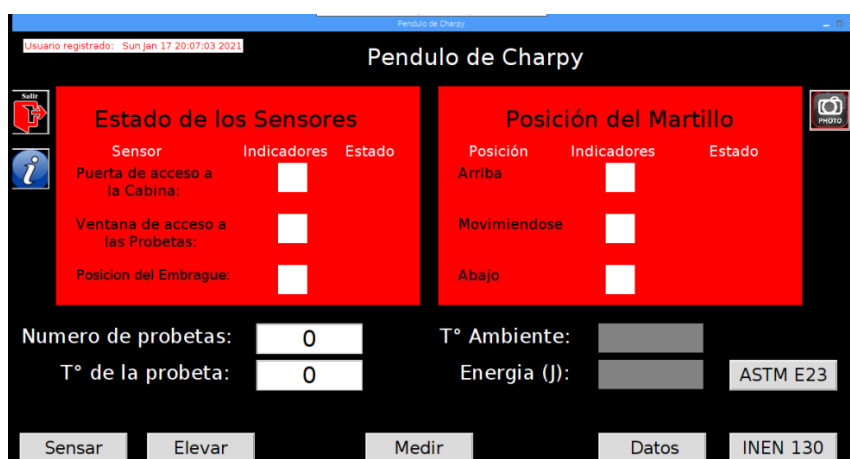 Pendulo de Charpy
Usuario registrado: Sun Jan 17 20:07:03 2021
Pendulo de Charpy
Salir
PHOTO
i
Estado de los Sensores
Sensor Indicadores Estado
Puerta de acceso a
la Cabina:
Ventana de acceso a
las Probetas:
Posicion del Embrague:
Posición del Martillo
Posición Indicadores Estado
Arriba
Movimiendose
Abajo
Numero de probetas: 0
T° de la probeta: 0
T° Ambiente:
Energia (J):
ASTM E23
Sensar Elevar Medir Datos INEN 130